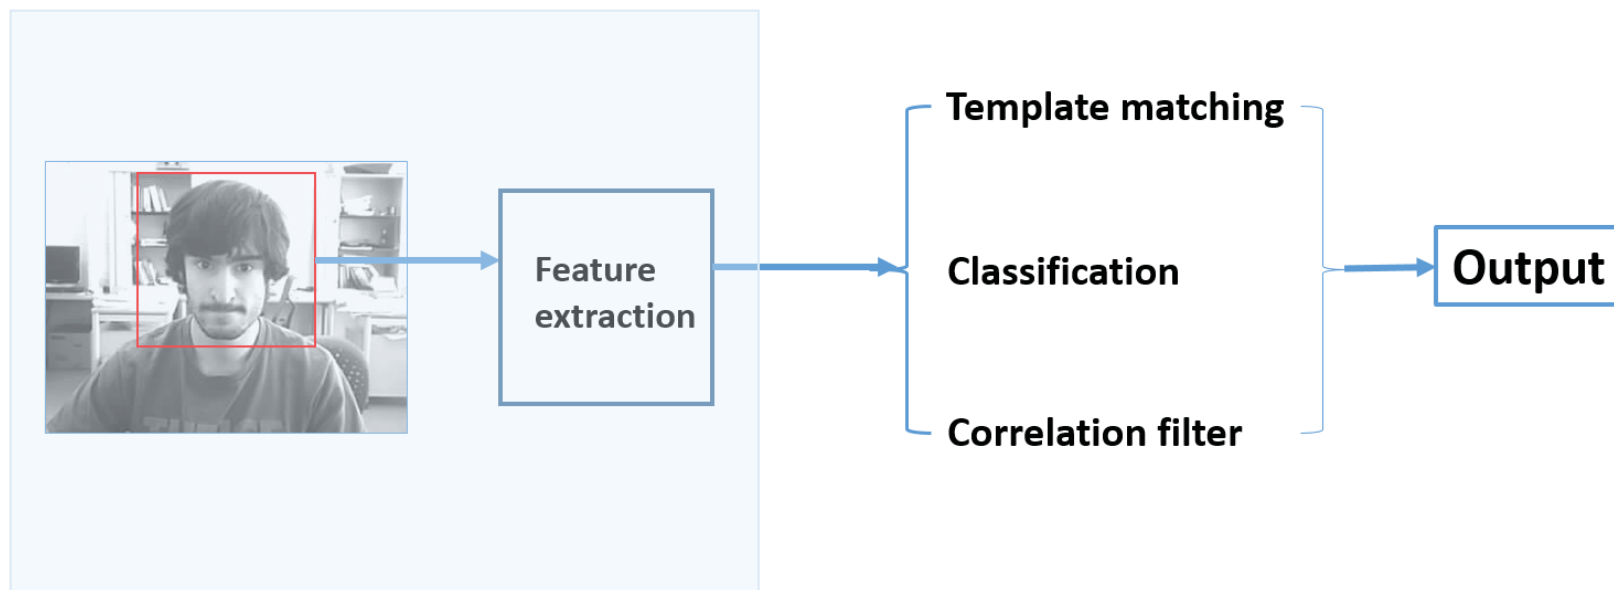 Feature
extraction
Template matching
Classification
Correlation filter
Output